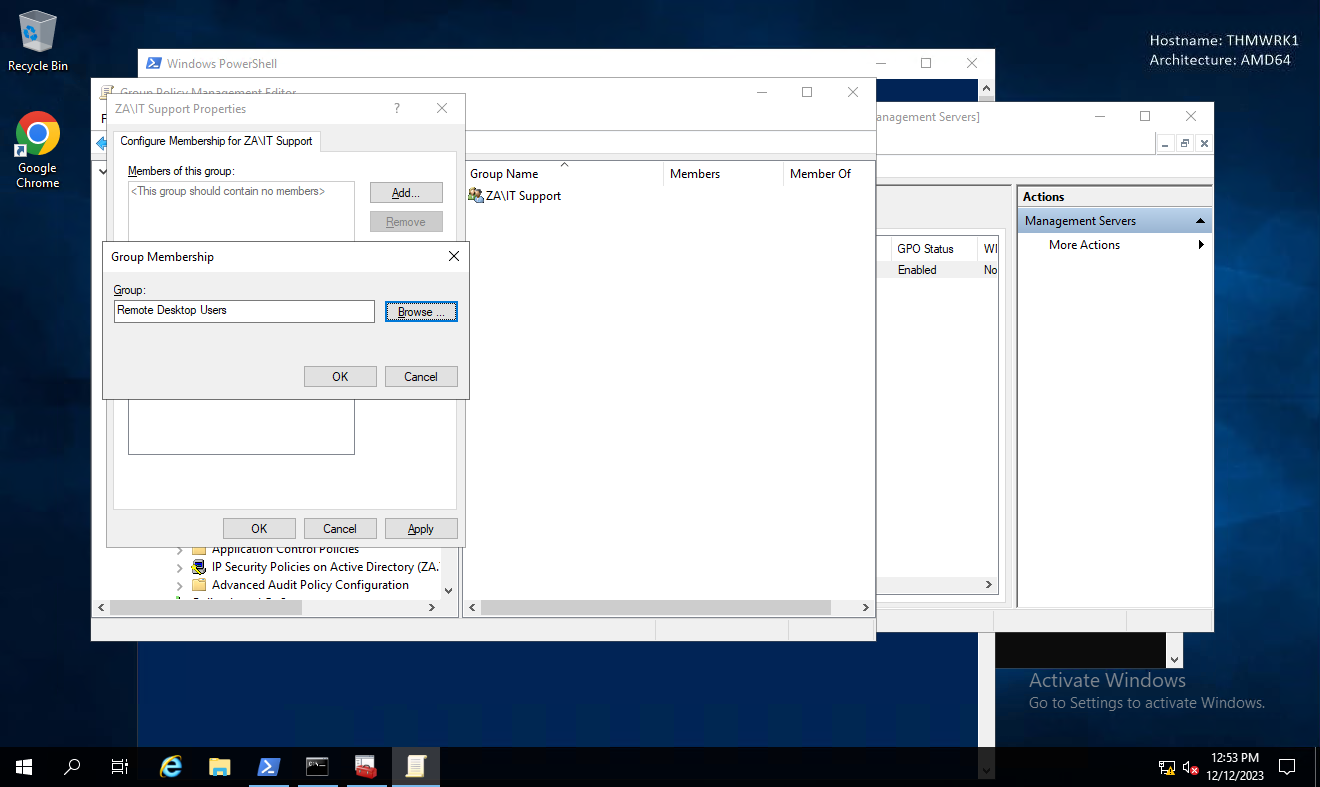 Recycle Bin
Google
Chrome
Hostname: THMWRK1
Architecture: AMD64
Windows PowerShell
Group Policy Management Editor
ZA\IT Support Properties
?
Configure Membership for ZA\IT Support
Members of this group:
<This group should contain no members>
Add...
Remove
Group Membership
Group:
Remote Desktop Users
Browse ...
OK
Cancel
OK
Cancel
Apply
Application Control Policies
IP Security Policies on Active Directory (ZA.
Advanced Audit Policy Configuration
Group Name
Members
Member Of
ZA\IT Support
anagement Servers]
GPO Status
WI
Enabled
No
Actions
Management Servers
More Actions
Activate Windows
Go to Settings to activate Windows.
12:53 PM
12/12/2023